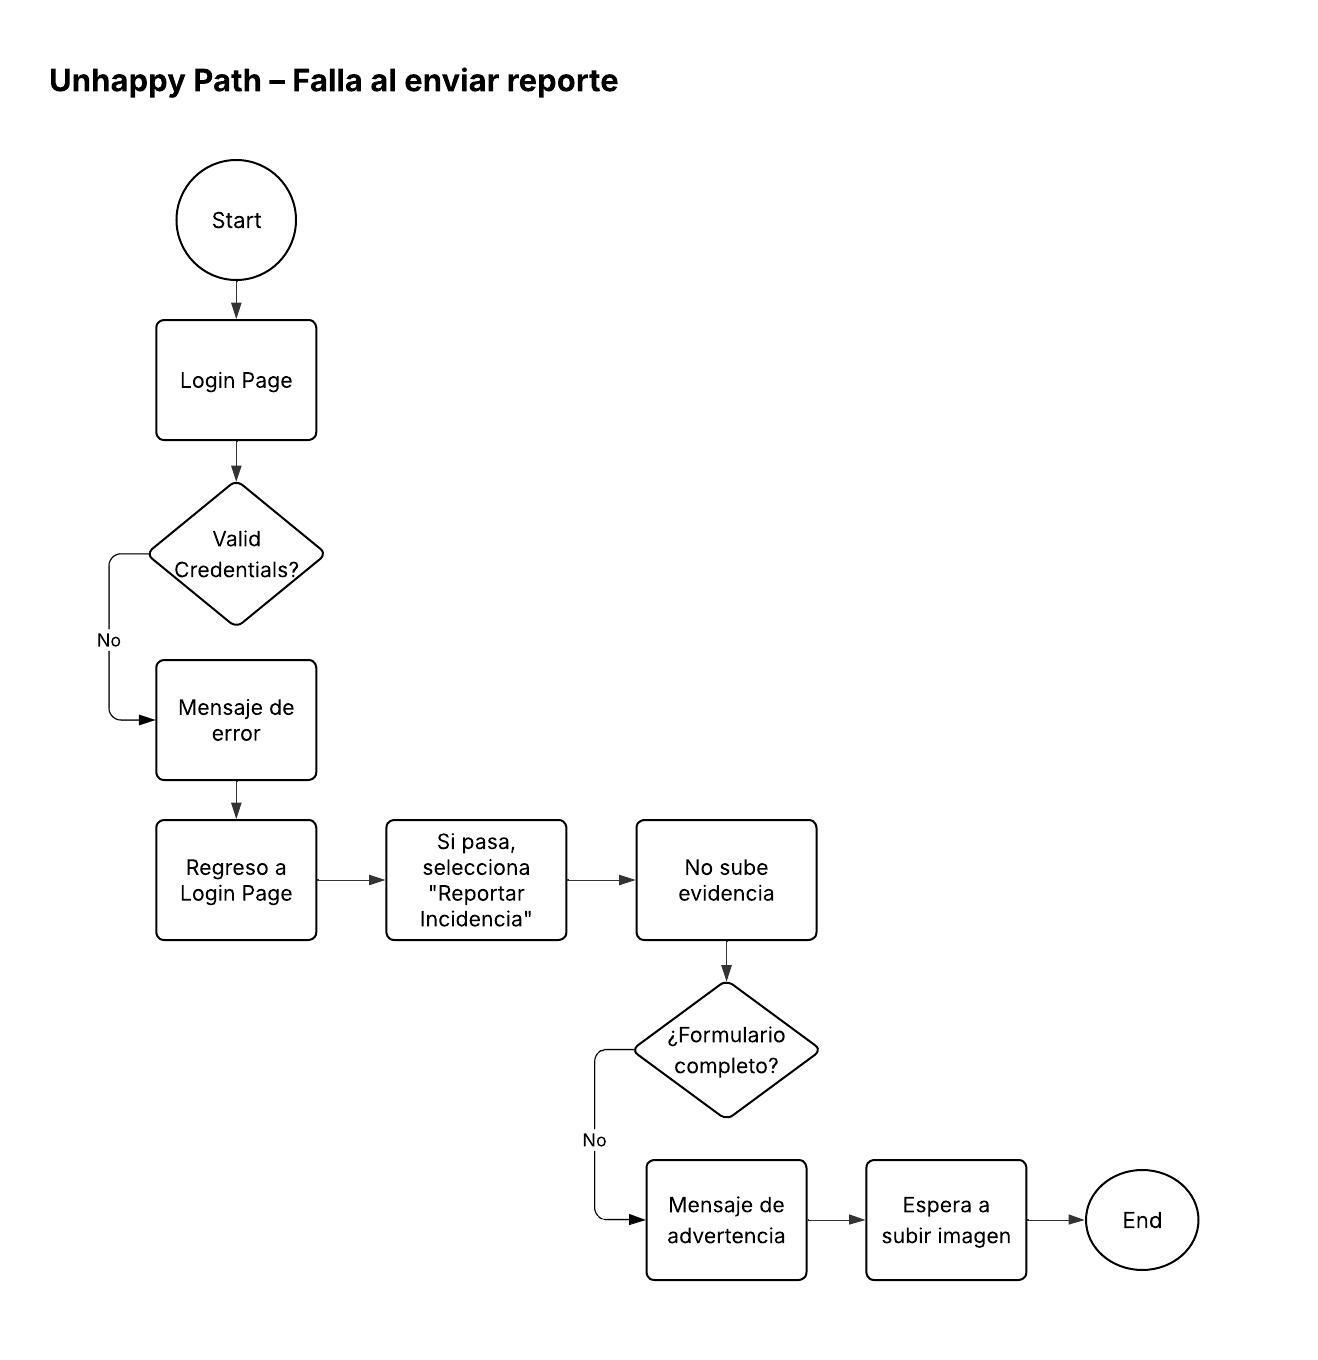 Unhappy Path – Falla al enviar reporte
Start
Login Page
Valid
Credentials?
No
Mensaje de
error
Regreso a
Login Page
Si pasa,
selecciona
"Reportar
Incidencia"
No sube
evidencia
¿Formulario
completo?
No
Mensaje de
advertencia
Espera a
subir imagen
End